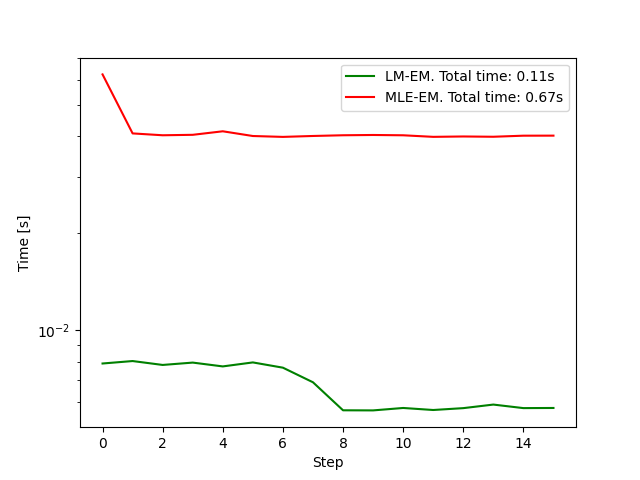 LM-EM. Total time: 0.11s
MLE-EM. Total time: 0.67s
Time [s]
10⁻²
0 2 4 6 8 10 12 14
Step